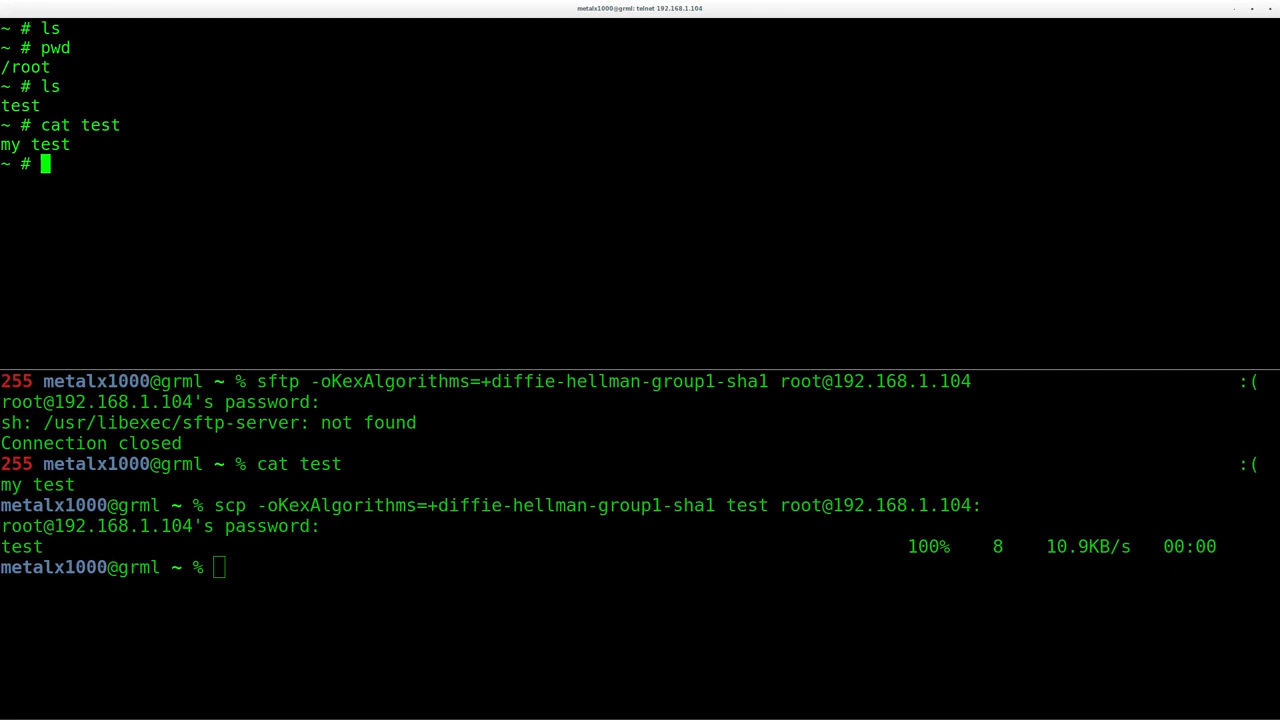 metalx1000@grml: telnet 192.168.1.104
~ # ls
~ # pwd
/root
~ # ls
test
~ # cat test
my test
~ #
255 metalx1000@grml ~ % sftp -oKexAlgorithms=+diffie-hellman-group1-sha1 root@192.168.1.104 :(
root@192.168.1.104's password:
sh: /usr/libexec/sftp-server: not found
Connection closed
255 metalx1000@grml ~ % cat test :(
my test
metalx1000@grml ~ % scp -oKexAlgorithms=+diffie-hellman-group1-sha1 test root@192.168.1.104:
root@192.168.1.104's password:
test 100% 8 10.9KB/s 00:00
metalx1000@grml ~ %